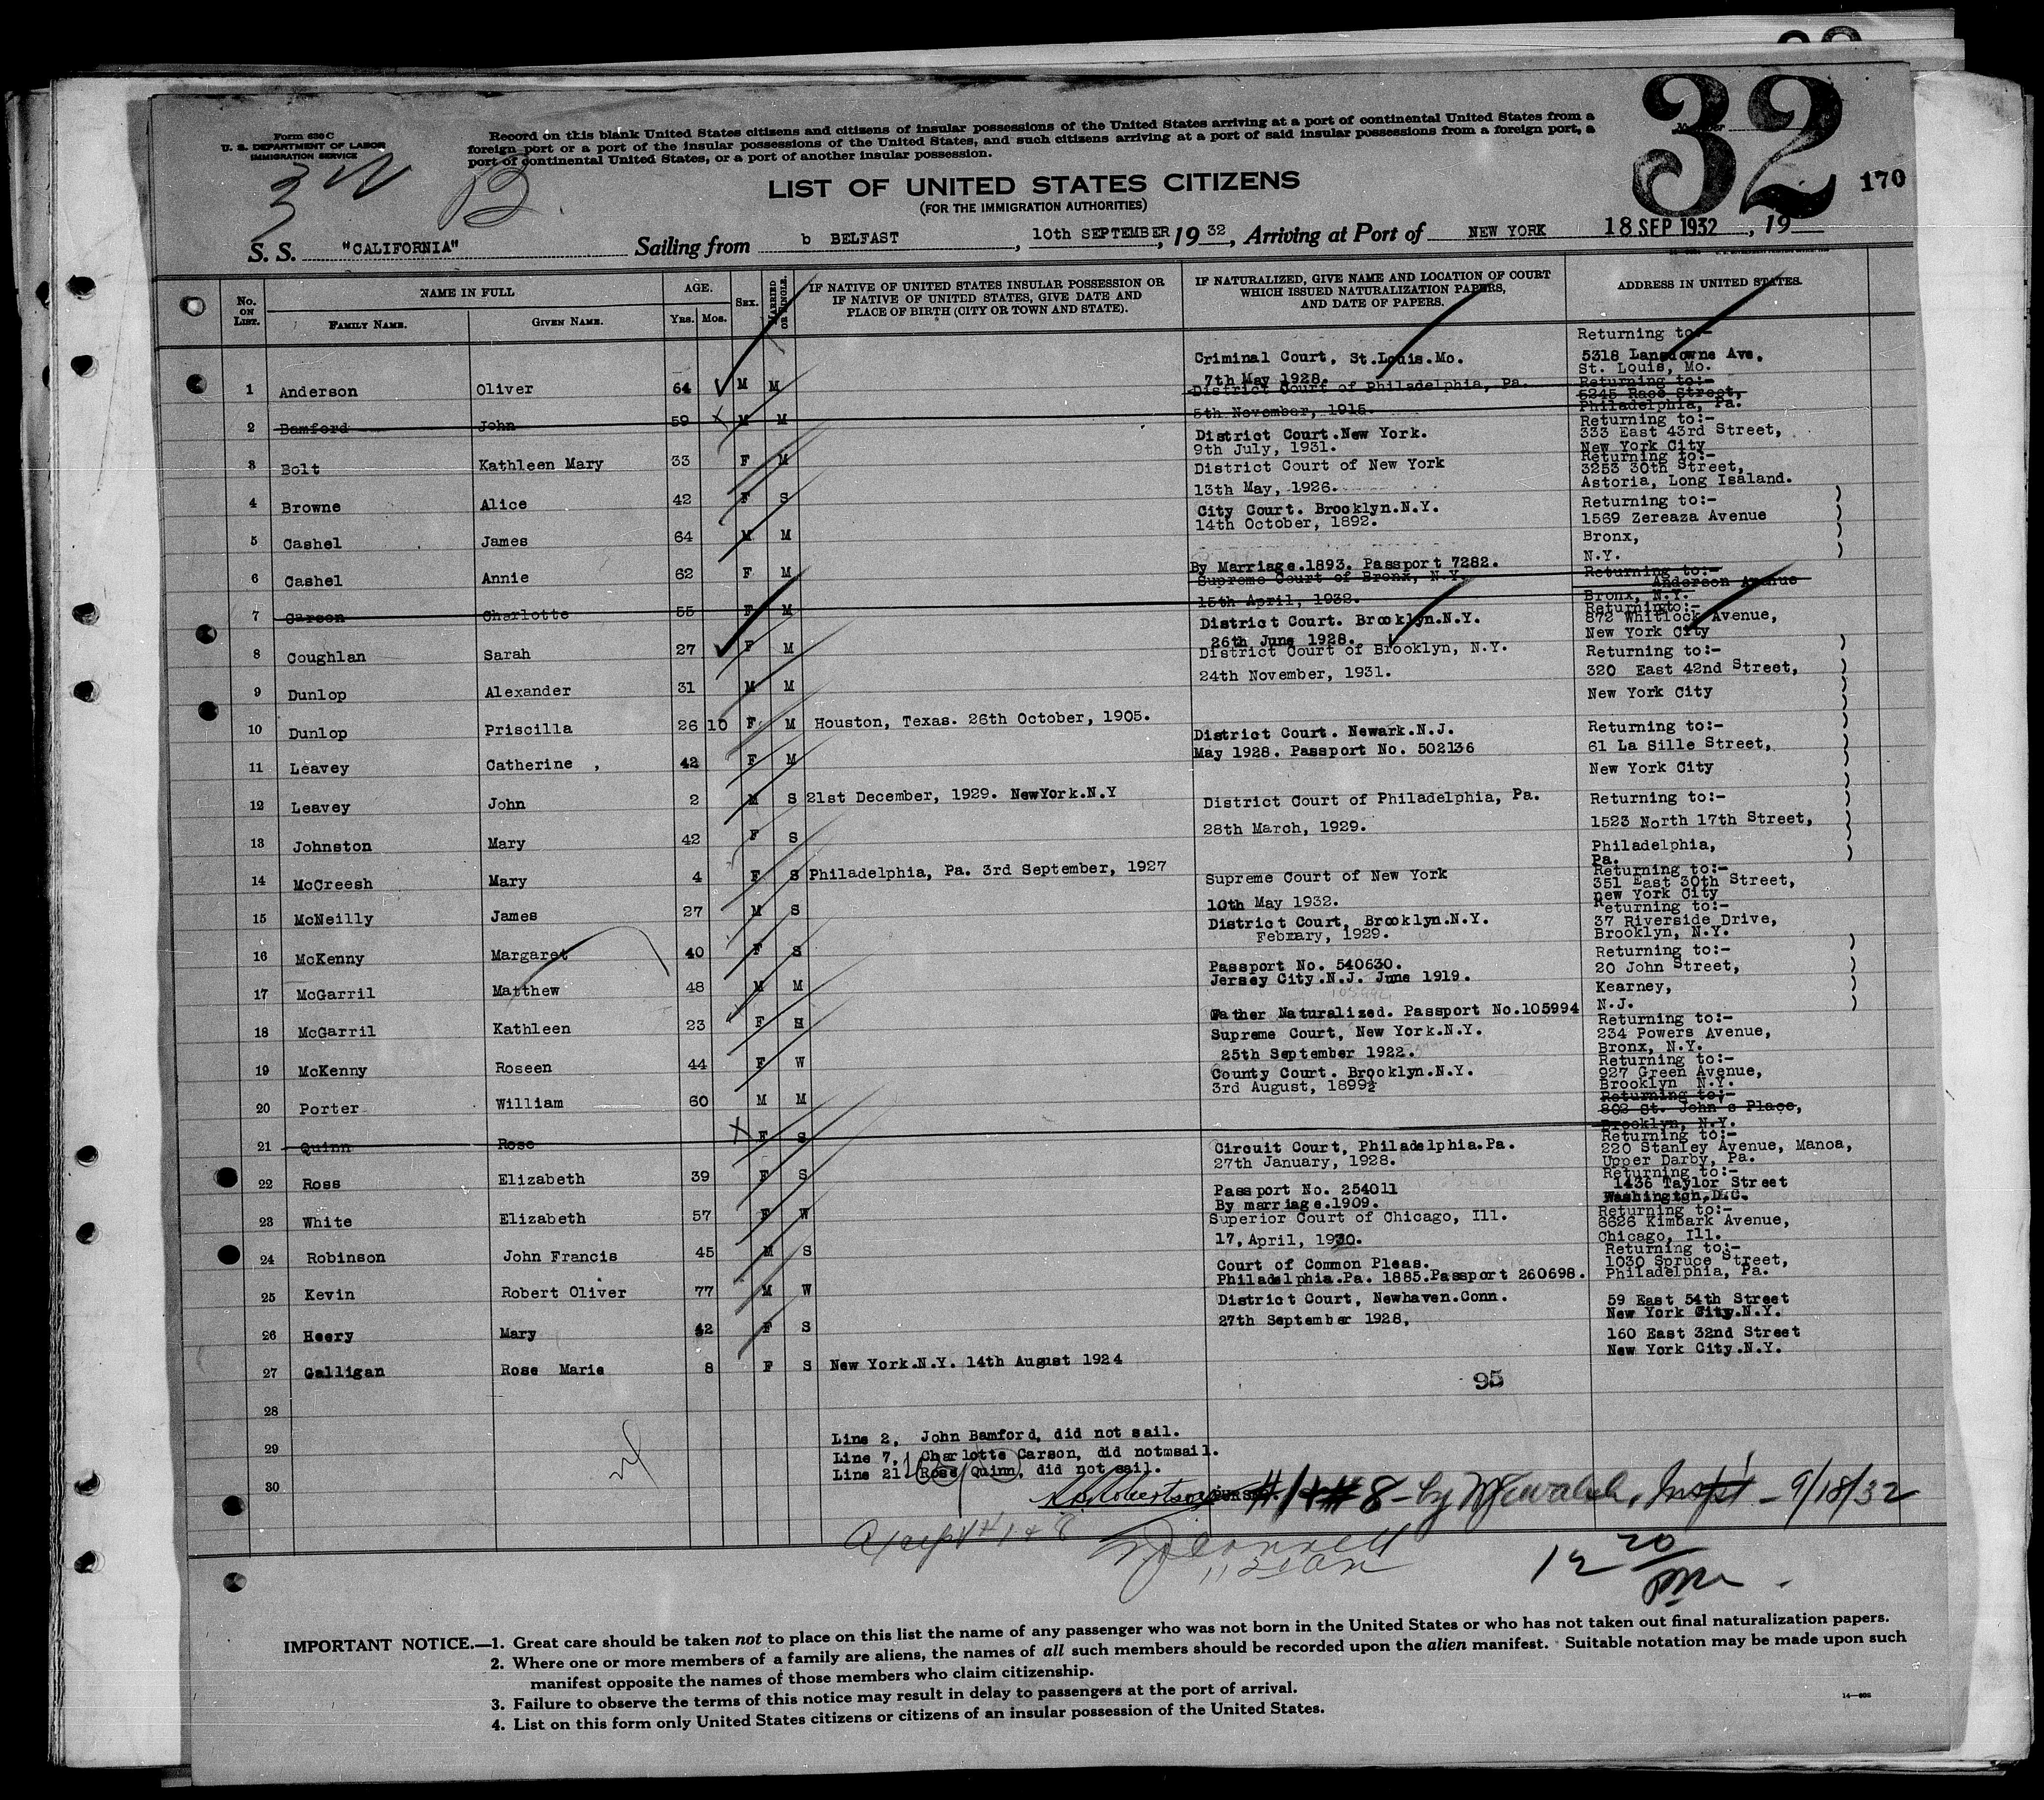 32
Form 630 C
U. S. DEPARTMENT OF LABOR
IMMIGRATION SERVICE
Record on this blank United States citizens and citizens of insular possessions of the United States arriving at a port of continental United States from a
foreign port or a port of the insular possessions of the United States, and such citizens arriving at a port of said insular possessions from a foreign port, a
port of continental United States, or a port of another insular possession.
Number
170
3 B
LIST OF UNITED STATES CITIZENS
(FOR THE IMMIGRATION AUTHORITIES)
S. S. "CALIFORNIA" Sailing from b BELFAST, 10th SEPTEMBER, 1932, Arriving at Port of NEW YORK 18 SEP 1932, 19
No. ON LIST. NAME IN FULL AGE. SEX. MARRIED OR SINGLE. IF NATIVE OF UNITED STATES INSULAR POSSESSION OR IF NATIVE OF UNITED STATES, GIVE DATE AND PLACE OF BIRTH (CITY OR TOWN AND STATE). IF NATURALIZED, GIVE NAME AND LOCATION OF COURT WHICH ISSUED NATURALIZATION PAPERS, AND DATE OF PAPERS. ADDRESS IN UNITED STATES.
FAMILY NAME. GIVEN NAME. YRS. MOS.
1 Anderson Oliver 64 M M Criminal Court, St.Louis.Mo. 7th May 1928. Returning to:- 5318 Lansdowne Ave. St. Louis, Mo.
2 Bamford John 59 M M District Court of Philadelphia, Pa. 5th November, 1915. Returning to:- 5245 Race Street, Philadelphia, Pa.
3 Bolt Kathleen Mary 33 F M District Court.New York. 9th July, 1931. Returning to:- 333 East 43rd Street, New York City
4 Browne Alice 42 F S District Court of New York 13th May, 1926. Returning to:- 3253 30th Street, Astoria, Long Isaland.
5 Cashel James 64 M M City Court. Brooklyn.N.Y. 14th October, 1892. Returning to:- 1569 Zereaza Avenue
6 Cashel Annie 62 F M By Marriage.1893. Passport 7282. Bronx, N.Y.
7 Carson Charlotte 55 F M Supreme Court of Bronx, N.Y. 15th April, 1932. Returning to:- Anderson Avenue Bronx, N.Y.
8 Coughlan Sarah 27 F M District Court. Brooklyn.N.Y. 26th June 1928. Returningto:- 872 Whitlock Avenue, New York City
9 Dunlop Alexander 31 M M District Court of Brooklyn, N.Y. 24th November, 1931. Returning to:- 320 East 42nd Street,
10 Dunlop Priscilla 26 10 F M Houston, Texas. 26th October, 1905. New York City
11 Leavey Catherine , 42 F M District Court. Newark.N.J. May 1928. Passport No. 502136 Returning to:- 61 La Sille Street,
12 Leavey John 2 M S 21st December, 1929. NewYork.N.Y New York City
13 Johnston Mary 42 F S District Court of Philadelphia, Pa. 28th March, 1929. Returning to:- 1523 North 17th Street,
14 McCreesh Mary 4 F S Philadelphia, Pa. 3rd September, 1927 Philadelphia, Pa.
15 McNeilly James 27 M S Supreme Court of New York 10th May 1932. Returning to:- 351 East 30th Street, new York City
16 McKenny Margaret 40 F S District Court, Brooklyn.N.Y. Febrary, 1929. Returning to:- 37 Riverside Drive, Brooklyn, N.Y.
17 McGarril Matthew 48 M M Passport No. 540630. Jersey City.N.J. June 1919. Returning to:- 20 John Street,
18 McGarril Kathleen 23 F Father Naturalized. Passport No.105994 Kearney, N.J.
19 McKenny Roseen 44 F W Supreme Court, New York.N.Y. 25th September 1922. Returning to:- 234 Powers Avenue, Bronx, N.Y.
20 Porter William 60 M M County Court. Brooklyn.N.Y. 3rd August, 1899½ Returning to:- 927 Green Avenue, Brooklyn N.Y.
21 Quinn Rose F S Returning to:- 802 St. John's Place, Brooklyn, N.Y.
22 Ross Elizabeth 39 F S Circuit Court, Philadelphia.Pa. 27th January, 1928. Returning to:- 220 Stanley Avenue, Manoa, Upper Darby, Pa.
23 White Elizabeth 57 F W Passport No. 254011 By marriage.1909. Returning to:- 1436 Taylor Street Washington,D.C.
24 Robinson John Francis 45 M S Superior Court of Chicago, Ill. 17, April, 1930. Returning to:- 6626 Kimbark Avenue, Chicago, Ill.
25 Kevin Robert Oliver 77 M W Court of Common Pleas. Philadelphia.Pa. 1885.Passport 260698. Returning to:- 1030 Spruce Street, Philadelphia, Pa.
26 Heery Mary 42 F S District Court, Newhaven.Conn. 27th September 1928, 59 East 54th Street New York City.N.Y.
27 Galligan Rose Marie 8 F S New York.N.Y. 14th August 1924 160 East 32nd Street New York City.N.Y.
95
28
29
30
Line 2, John Bamford, did not sail.
Line 7, Charlotte Carson, did notmsail.
Line 21 Rose Quinn, did not sail.
Robertson PURSER. #1+#8 - by Walsh, Inspt - 9/18/32
Except #1 + 8
12 20 pm.
IMPORTANT NOTICE.—1. Great care should be taken not to place on this list the name of any passenger who was not born in the United States or who has not taken out final naturalization papers.
2. Where one or more members of a family are aliens, the names of all such members should be recorded upon the alien manifest. Suitable notation may be made upon such
manifest opposite the names of those members who claim citizenship.
3. Failure to observe the terms of this notice may result in delay to passengers at the port of arrival.
4. List on this form only United States citizens or citizens of an insular possession of the United States.